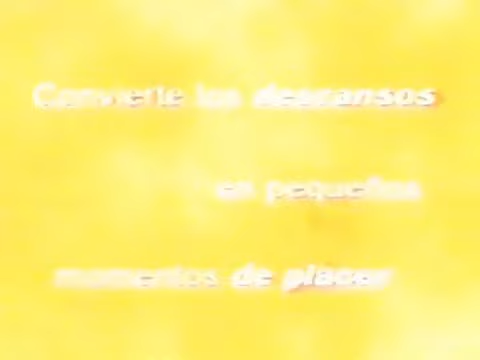 Convierte los descansos
en pequeños
momentos de placer